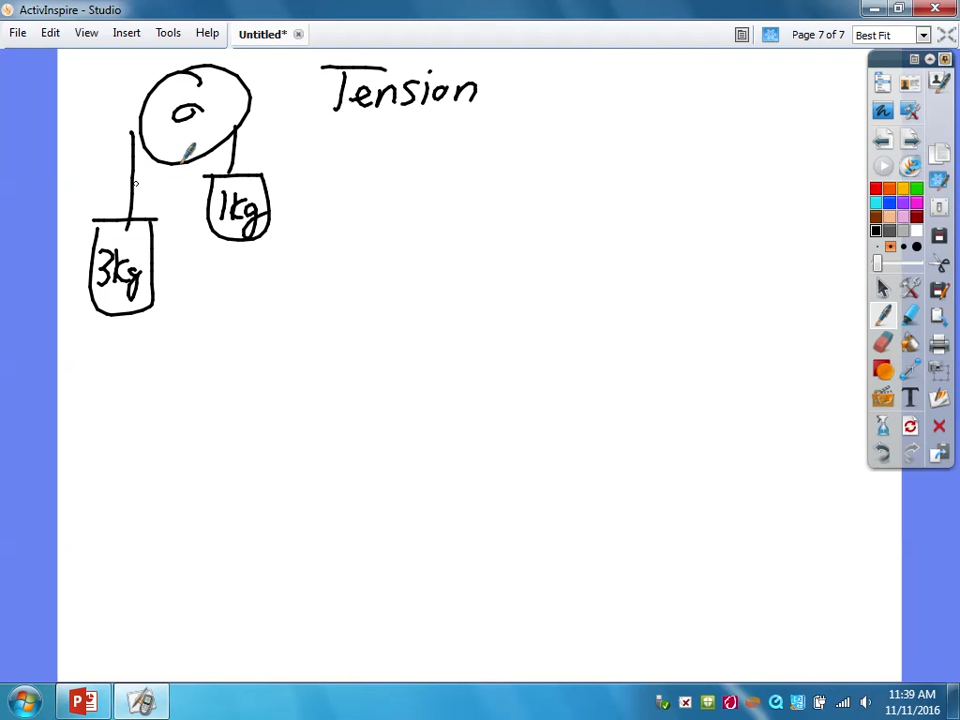 ActivInspire - Studio
File Edit View Insert Tools Help Untitled* Page 7 of 7 Best Fit
Tension
1kg
3kg
11:39 AM
11/11/2016